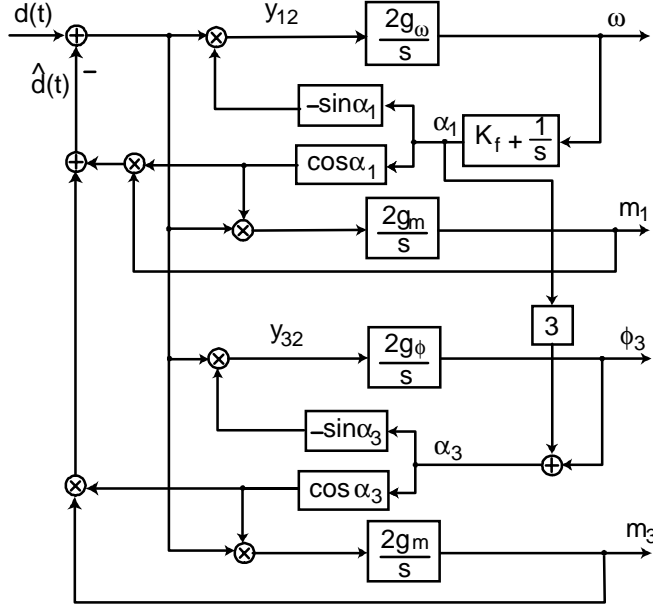 d(t)
y12
2gω
s
ω
d̂(t)
−
−sinα1
α1
Kf + 1
s
cosα1
2gm
s
m1
3
y32
2gϕ
s
ϕ3
−sinα3
α3
cos α3
2gm
s
m3